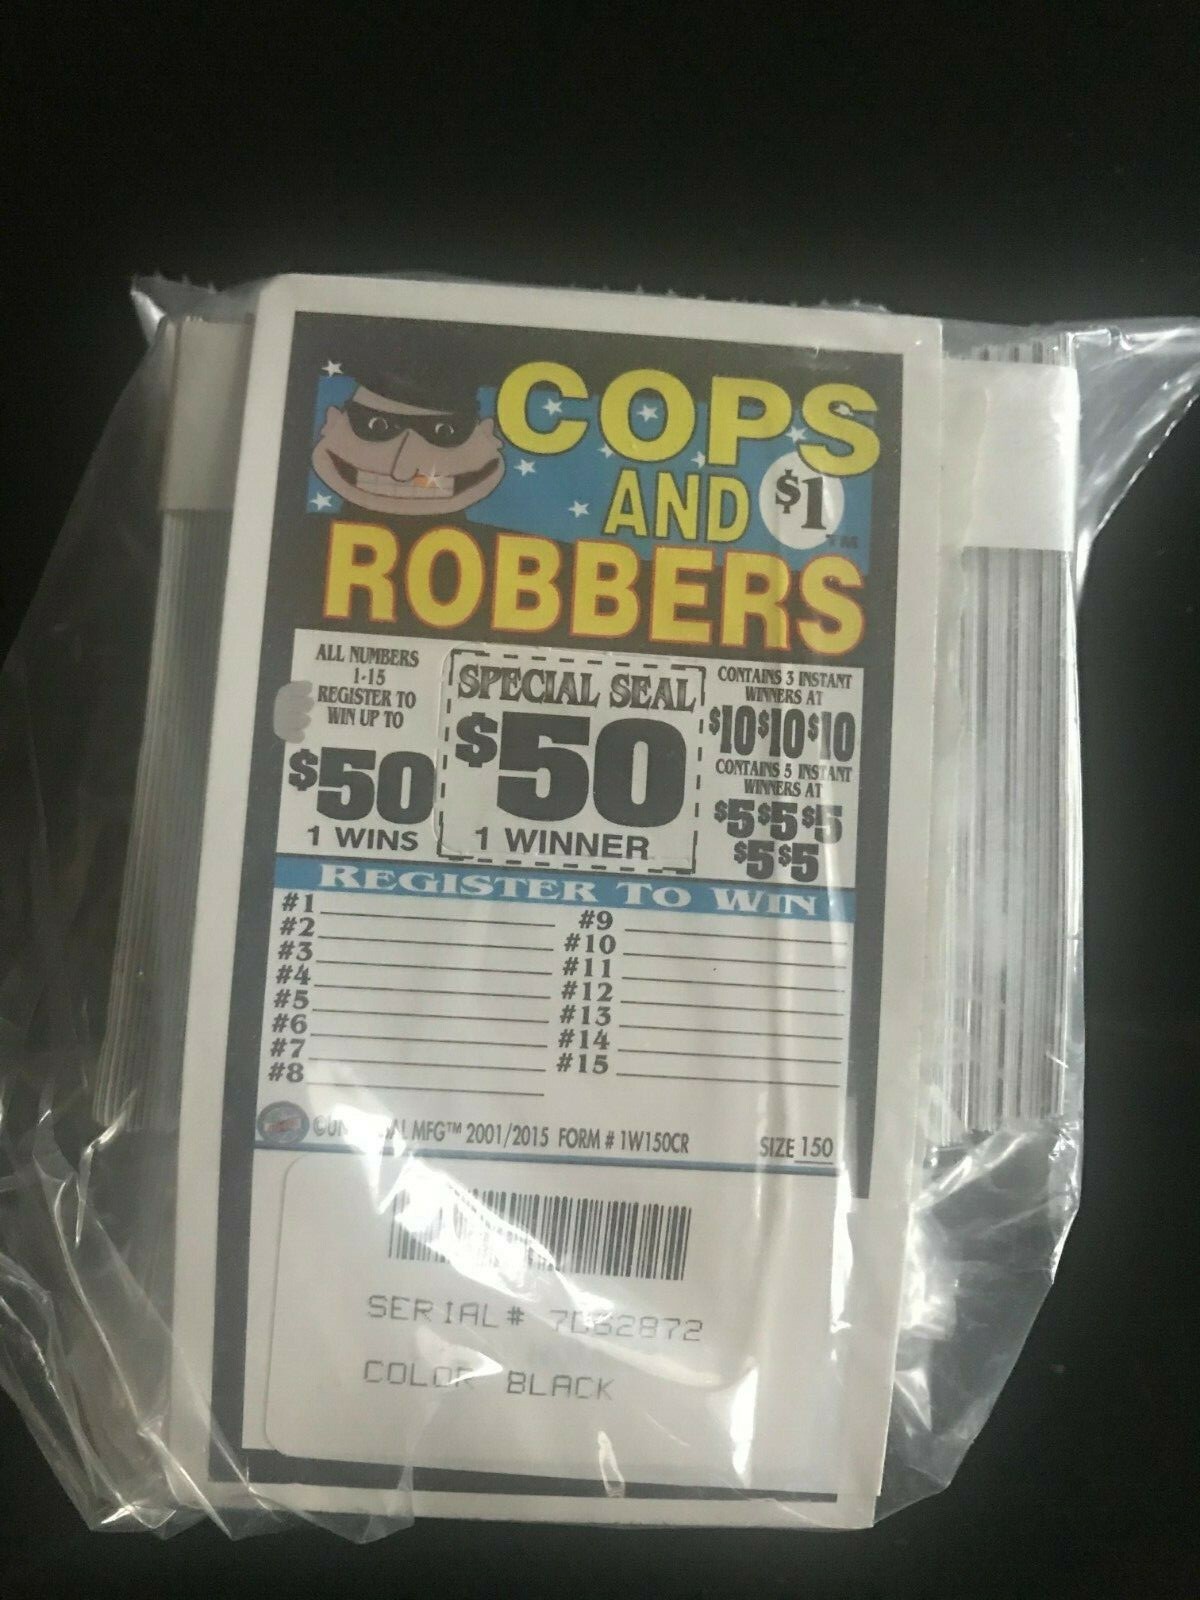 COPS
AND $1 ™
ROBBERS
ALL NUMBERS
1-15
REGISTER TO
WIN UP TO
$50
1 WINS
SPECIAL SEAL
$50
1 WINNER
CONTAINS 3 INSTANT
WINNERS AT
$10 $10 $10
CONTAINS 5 INSTANT
WINNERS AT
$5 $5 $5
$5 $5
REGISTER TO WIN
#1
#2
#3
#4
#5
#6
#7
#8
#9
#10
#11
#12
#13
#14
#15
MFG™ 2001/2015 FORM # 1W150CR SIZE 150
SERIAL#
COLOR BLACK